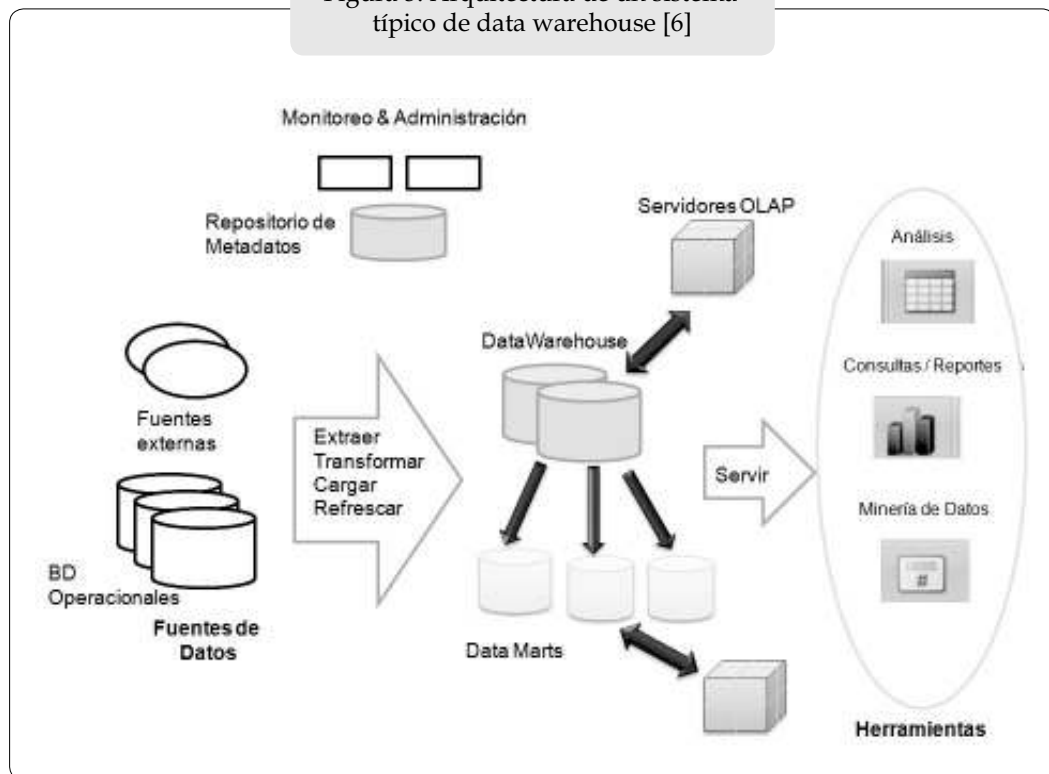 típico de data warehouse [6]
Monitoreo & Administración
Repositorio de
Metadatos
Servidores OLAP
Análisis
DataWarehouse
Consultas / Reportes
Fuentes
externas
Extraer
Transformar
Cargar
Refrescar
Servir
Minería de Datos
#
BD
Operacionales
Fuentes de
Datos
Data Marts
Herramientas